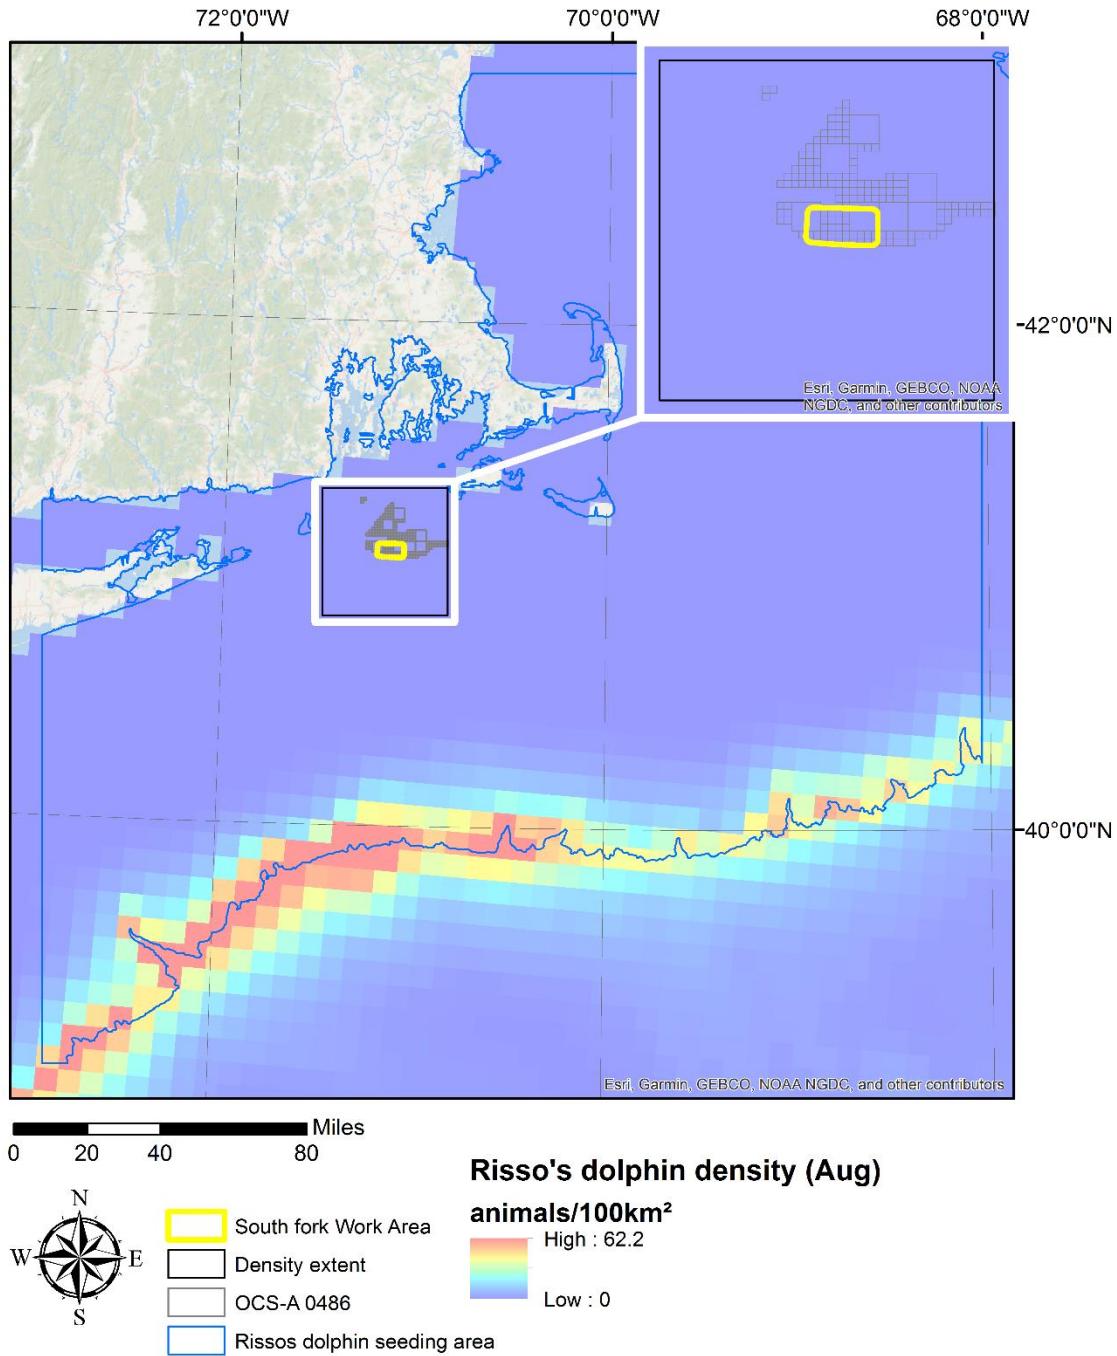 72°0'0"W
70°0'0"W
68°0'0"W
42°0'0"N
Esri, Garmin, GEBCO, NOAA
NGDC, and other contributors
40°0'0"N
Esri, Garmin, GEBCO, NOAA NGDC, and other contributors
Miles
0 20 40 80
Risso's dolphin density (Aug)
animals/100km²
High : 62.2
Low : 0
N
W E
S
South fork Work Area
Density extent
OCS-A 0486
Rissos dolphin seeding area